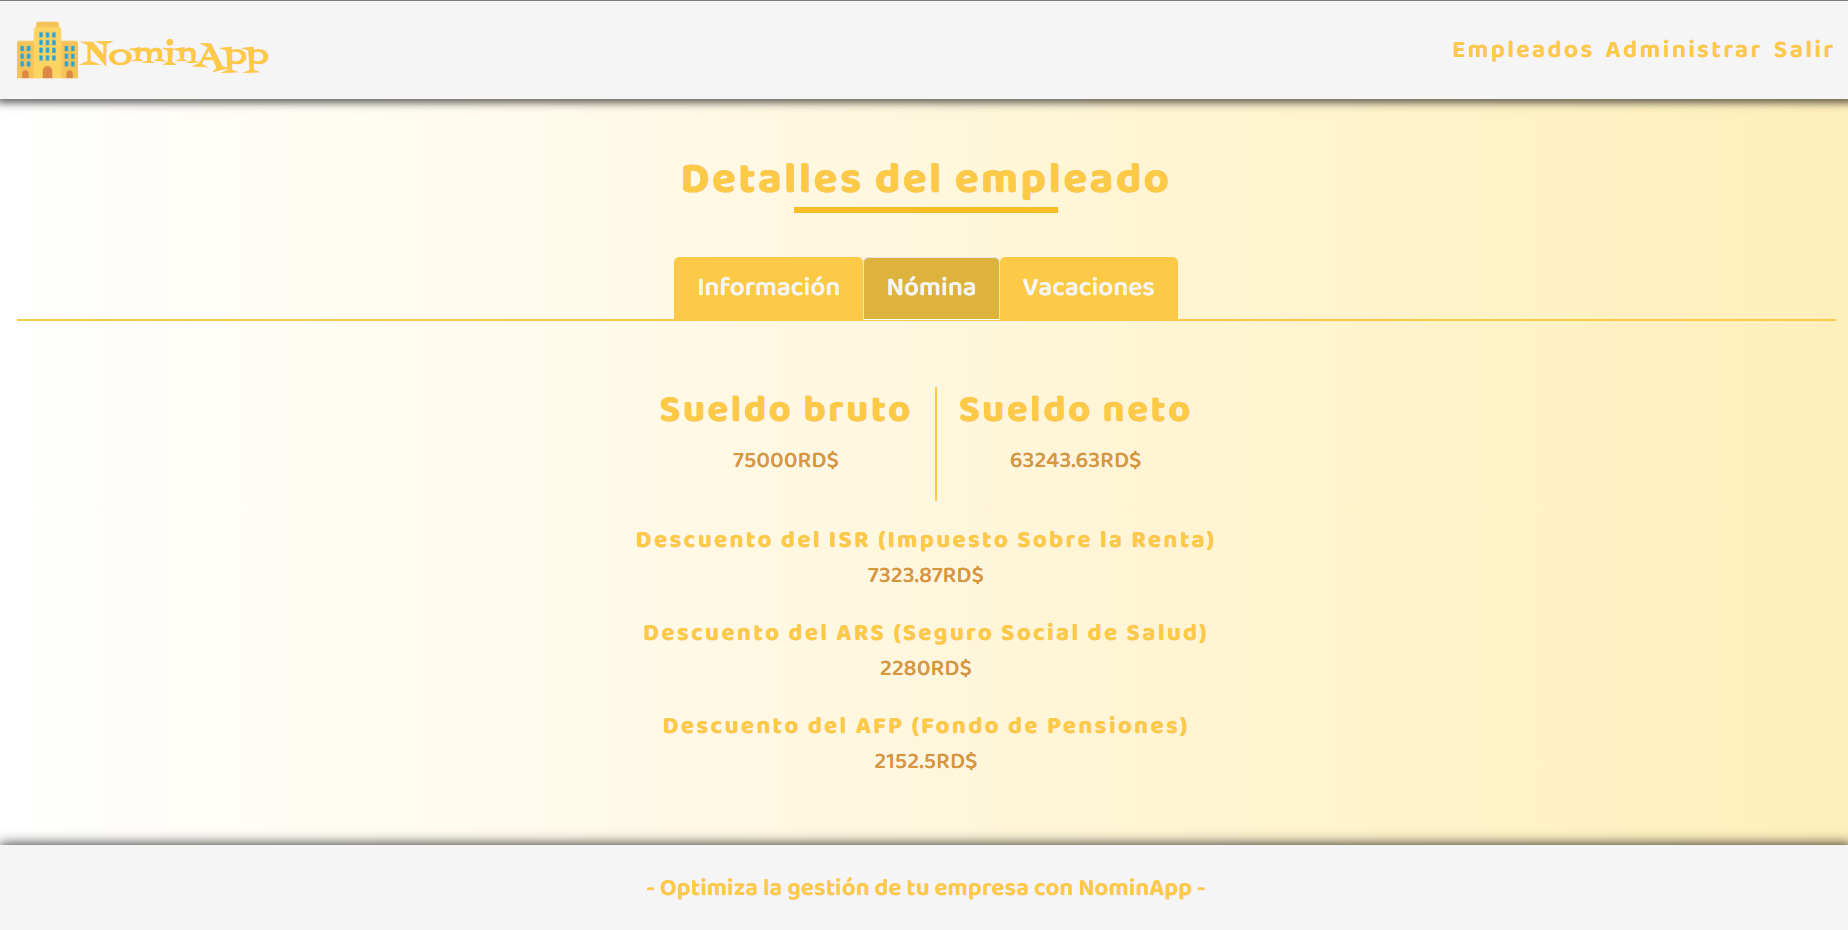 NominApp
Empleados Administrar Salir
Detalles del empleado
Información Nómina Vacaciones
Sueldo bruto Sueldo neto
75000RD$ 63243.63RD$
Descuento del ISR (Impuesto Sobre la Renta)
7323.87RD$
Descuento del ARS (Seguro Social de Salud)
2280RD$
Descuento del AFP (Fondo de Pensiones)
2152.5RD$
- Optimiza la gestión de tu empresa con NominApp -